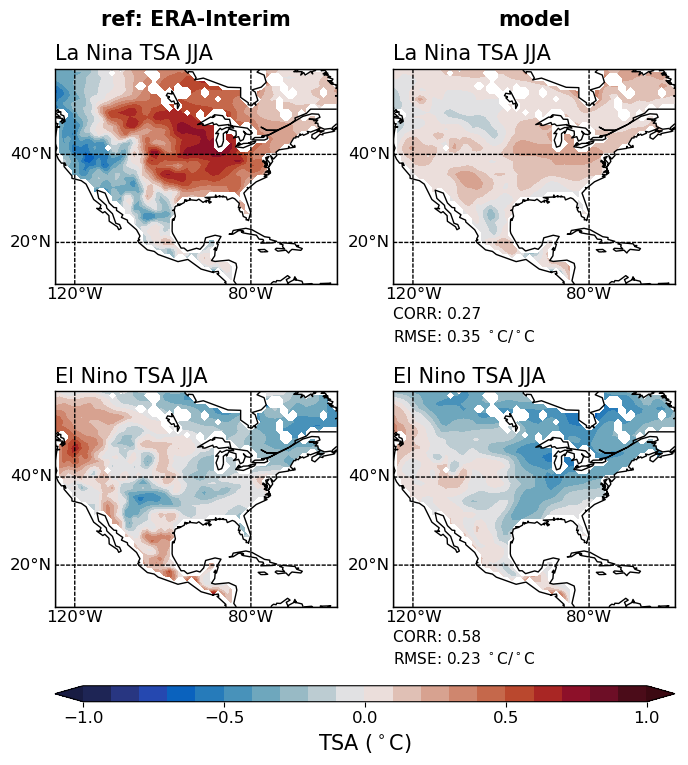 ref: ERA-Interim
model
La Nina TSA JJA
La Nina TSA JJA
40°N
40°N
20°N
20°N
120°W
80°W
120°W
80°W
CORR: 0.27
RMSE: 0.35 °C/°C
El Nino TSA JJA
El Nino TSA JJA
40°N
40°N
20°N
20°N
120°W
80°W
120°W
80°W
CORR: 0.58
RMSE: 0.23 °C/°C
−1.0
−0.5
0.0
0.5
1.0
TSA (°C)